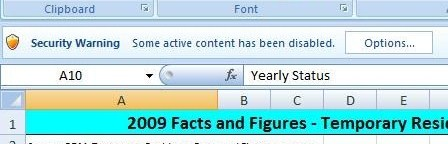 Clipboard Font
Security Warning Some active content has been disabled. Options...
A10 fx Yearly Status
A B C D E
1 2009 Facts and Figures - Temporary Resi